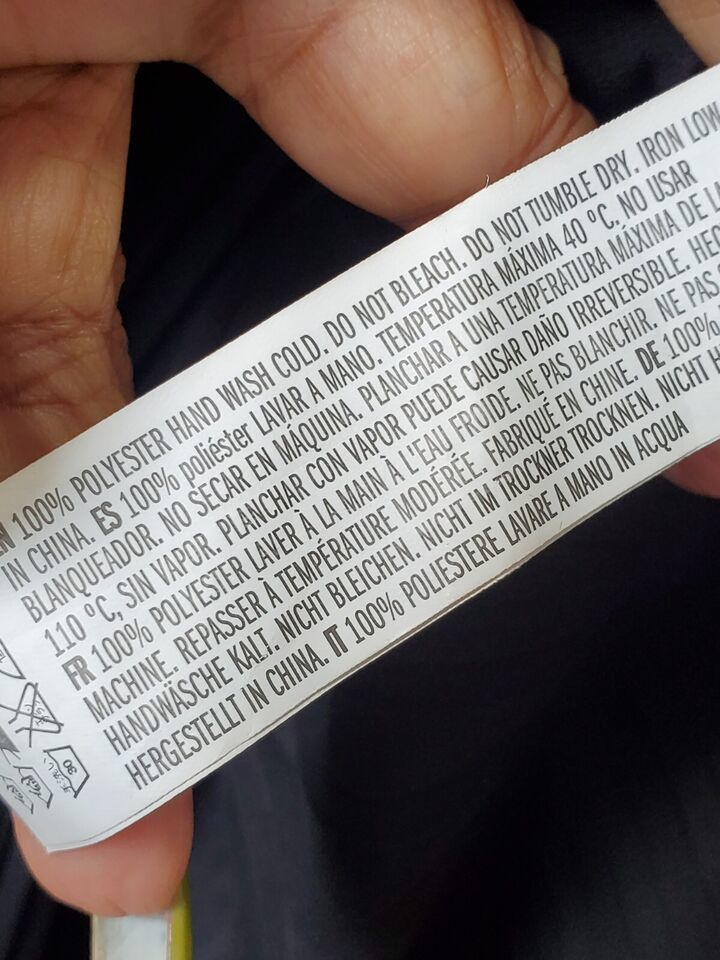 100% POLYESTER HAND WASH COLD. DO NOT BLEACH. DO NOT TUMBLE DRY. IRON LOW
IN CHINA. ES 100% poliéster LAVAR A MANO. TEMPERATURA MÁXIMA 40 ºC, NO USAR
BLANQUEADOR. NO SECAR EN MÁQUINA. PLANCHAR A UNA TEMPERATURA MÁXIMA DE
110 ºC, SIN VAPOR. PLANCHAR CON VAPOR PUEDE CAUSAR DAÑO IRREVERSIBLE.
FR 100% POLYESTER LAVER À LA MAIN À L'EAU FROIDE. NE PAS BLANCHIR. NE PAS
MACHINE. REPASSER À TEMPÉRATURE MODÉRÉE. FABRIQUÉ EN CHINE. DE 100%
HANDWÄSCHE KALT. NICHT BLEICHEN. NICHT IM TROCKNER TROCKNEN. NICHT
HERGESTELLT IN CHINA. IT 100% POLIESTERE LAVARE A MANO IN ACQUA
30